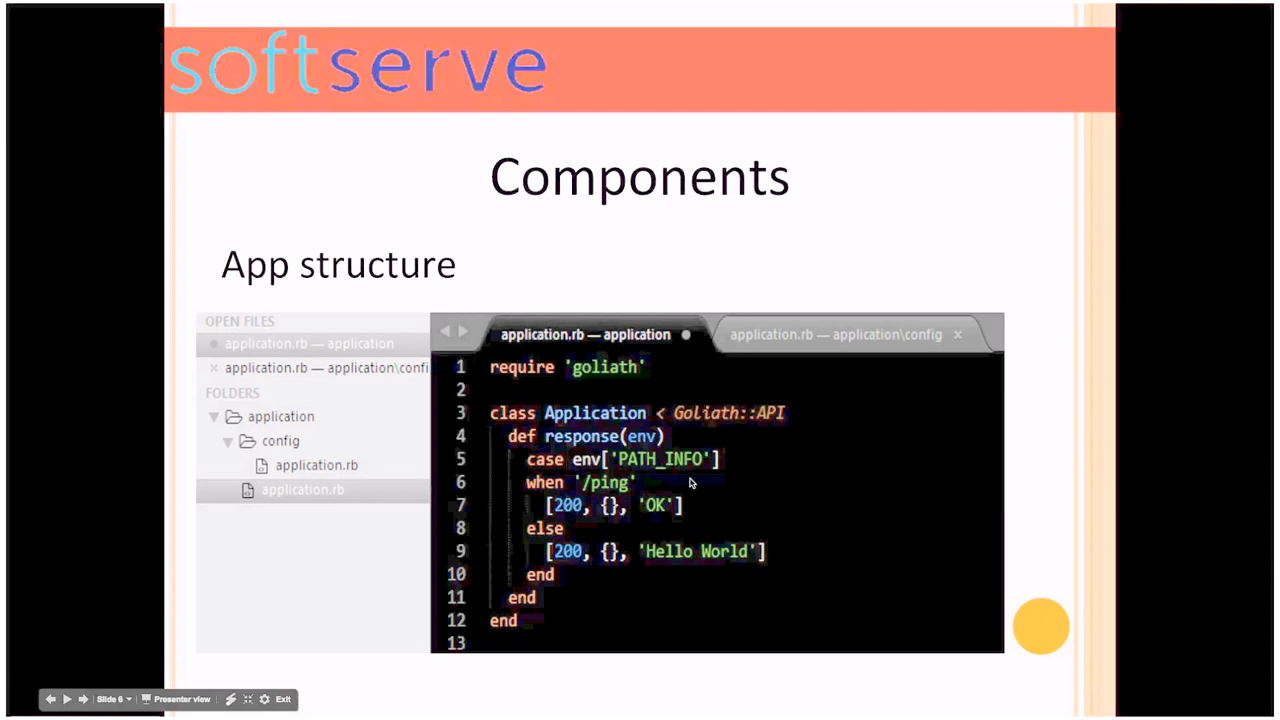 softserve
Components
App structure
OPEN FILES
application.rb — application
application.rb — application\confi
FOLDERS
application
config
application.rb
application.rb
application.rb — application
application.rb — application\config
1 require 'goliath'
2
3 class Application < Goliath::API
4 def response(env)
5 case env['PATH_INFO']
6 when '/ping'
7 [200, {}, 'OK']
8 else
9 [200, {}, 'Hello World']
10 end
11 end
12 end
13
Slide 6 Presenter view Exit